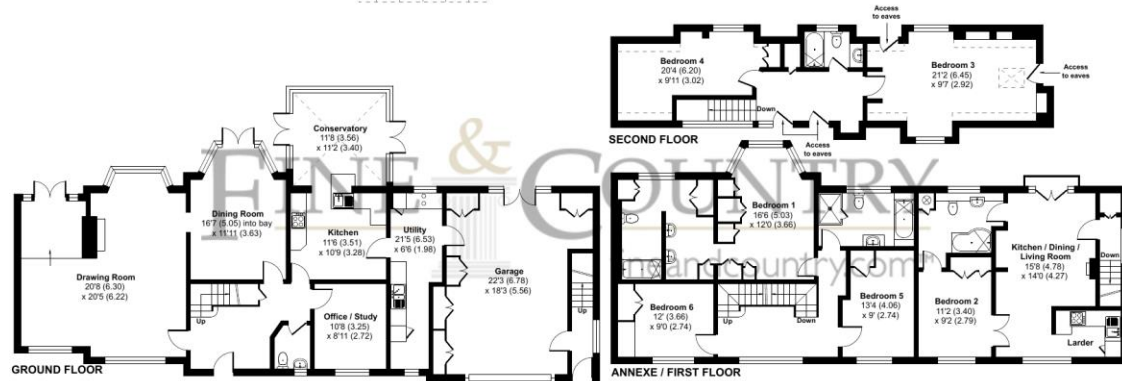 Access
to eaves
Bedroom 4
20'4 (6.20)
x 9'11 (3.02)
Bedroom 3
21'2 (6.45)
x 9'7 (2.92)
Access
to eaves
Down
SECOND FLOOR
Access
to eaves
Conservatory
11'8 (3.56)
x 11'2 (3.40)
FINE & COUNTRY
fineandcountry.com™
Dining Room
16'7 (5.05) into bay
x 11'11 (3.63)
Kitchen
11'6 (3.51)
x 10'9 (3.28)
Utility
21'5 (6.53)
x 6'6 (1.98)
Drawing Room
20'8 (6.30)
x 20'5 (6.22)
Garage
22'3 (6.78)
x 18'3 (5.56)
Office / Study
10'8 (3.25)
x 8'11 (2.72)
Up
Up
GROUND FLOOR
Bedroom 1
16'6 (5.03)
x 12'0 (3.66)
Kitchen / Dining /
Living Room
15'8 (4.78)
x 14'0 (4.27)
Down
Bedroom 6
12' (3.66)
x 9'0 (2.74)
Up
Down
Bedroom 5
13'4 (4.06)
x 9' (2.74)
Bedroom 2
11'2 (3.40)
x 9'2 (2.79)
Larder
ANNEXE / FIRST FLOOR